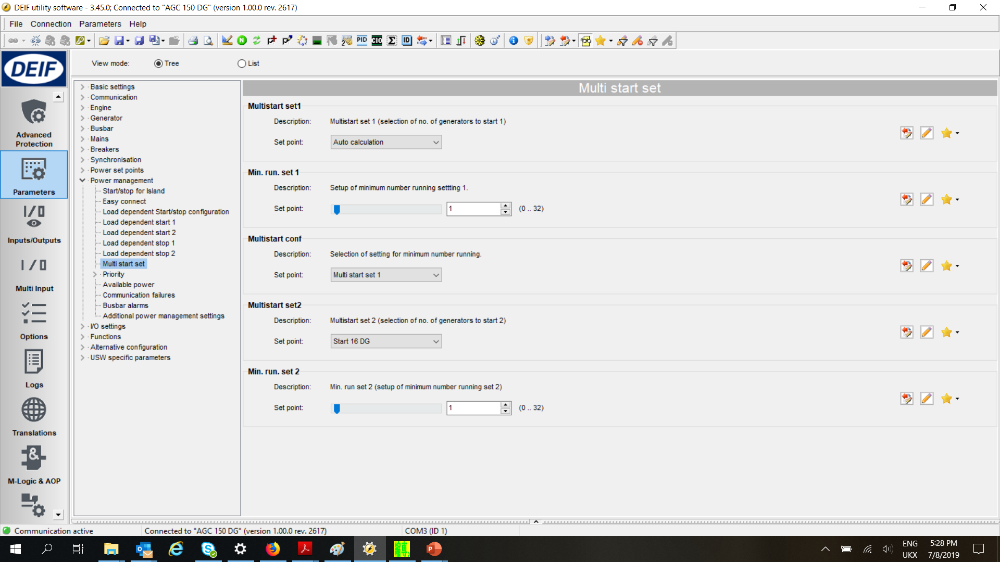 DEIF utility software - 3.45.0; Connected to "AGC 150 DG" (version 1.00.0 rev. 2617)
File Connection Parameters Help
PID CIO Σ ID
DEIF
View mode: Tree List
Advanced
Protection
Parameters
Inputs/Outputs
Multi Input
Options
Logs
Translations
M-Logic & AOP
Basic settings
Communication
Engine
Generator
Busbar
Mains
Breakers
Synchronisation
Power set points
Power management
Start/stop for Island
Easy connect
Load dependent Start/stop configuration
Load dependent start 1
Load dependent start 2
Load dependent stop 1
Load dependent stop 2
Multi start set
Priority
Available power
Communication failures
Busbar alarms
Additional power management settings
I/O settings
Functions
Alternative configuration
USW specific parameters
Multi start set
Multistart set1
Description: Multistart set 1 (selection of no. of generators to start 1)
Set point: Auto calculation
Min. run. set 1
Description: Setup of minimum number running settting 1.
Set point: 1 (0 .. 32)
Multistart conf
Description: Selection of setting for minimum number running.
Set point: Multi start set 1
Multistart set2
Description: Multistart set 2 (selection of no. of generators to start 2)
Set point: Start 16 DG
Min. run. set 2
Description: Min. run set 2 (setup of minimum number running set 2)
Set point: 1 (0 .. 32)
Communication active Connected to "AGC 150 DG" (version 1.00.0 rev. 2617) COM3 (ID 1)
ENG 5:28 PM
UKX 7/8/2019